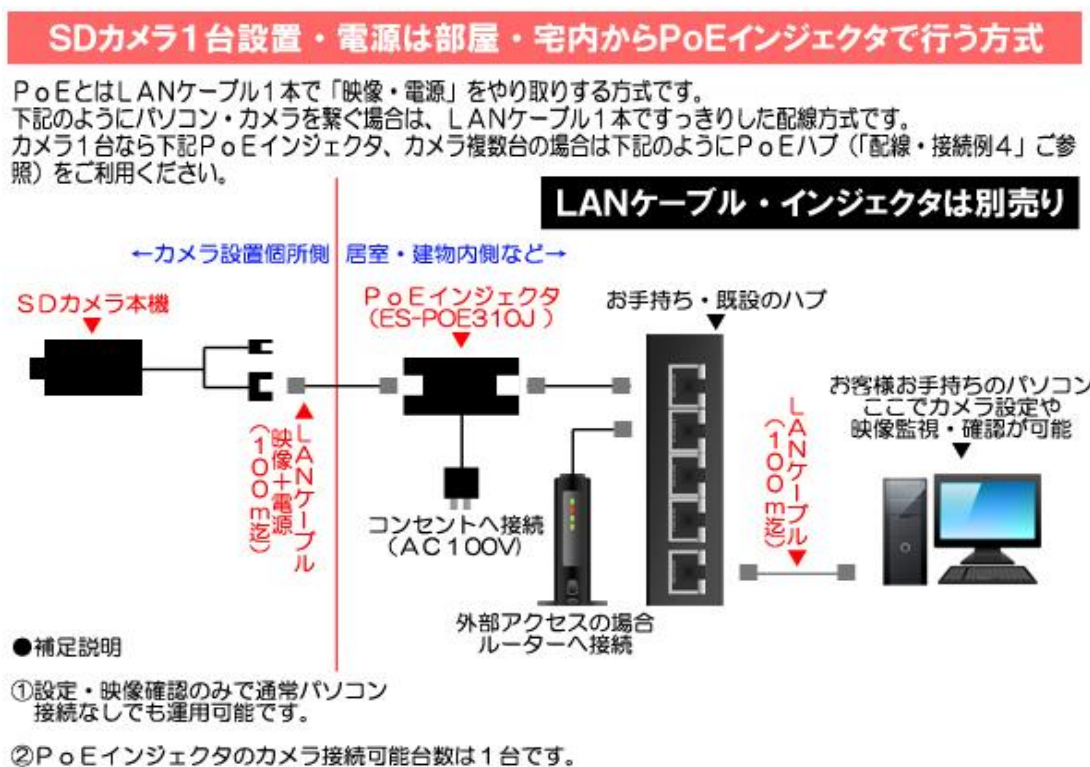 SDカメラ1台設置・電源は部屋・宅内からPoEインジェクタで行う方式
ＰｏＥとはＬＡＮケーブル１本で「映像・電源」をやり取りする方式です。
下記のようにパソコン・カメラを繋ぐ場合は、ＬＡＮケーブル１本ですっきりした配線方式です。
カメラ１台なら下記ＰｏＥインジェクタ、カメラ複数台の場合は下記のようにＰｏＥハブ（「配線・接続例４」ご参
照）をご利用ください。
LANケーブル・インジェクタは別売り
←カメラ設置個所側
居室・建物内側など→
ＳＤカメラ本機
ＰｏＥインジェクタ
（ES-POE310J ）
お手持ち・既設のハブ
お客様お手持ちのパソコン
ここでカメラ設定や
映像監視・確認が可能
ＬＡＮケーブル
映像＋電源
（１００ｍ迄）
コンセントへ接続
（ＡＣ１００V）
ＬＡＮケーブル
（１００ｍ迄）
外部アクセスの場合
ルーターへ接続
●補足説明
①設定・映像確認のみで通常パソコン
接続なしでも運用可能です。
②ＰｏＥインジェクタのカメラ接続可能台数は１台です。